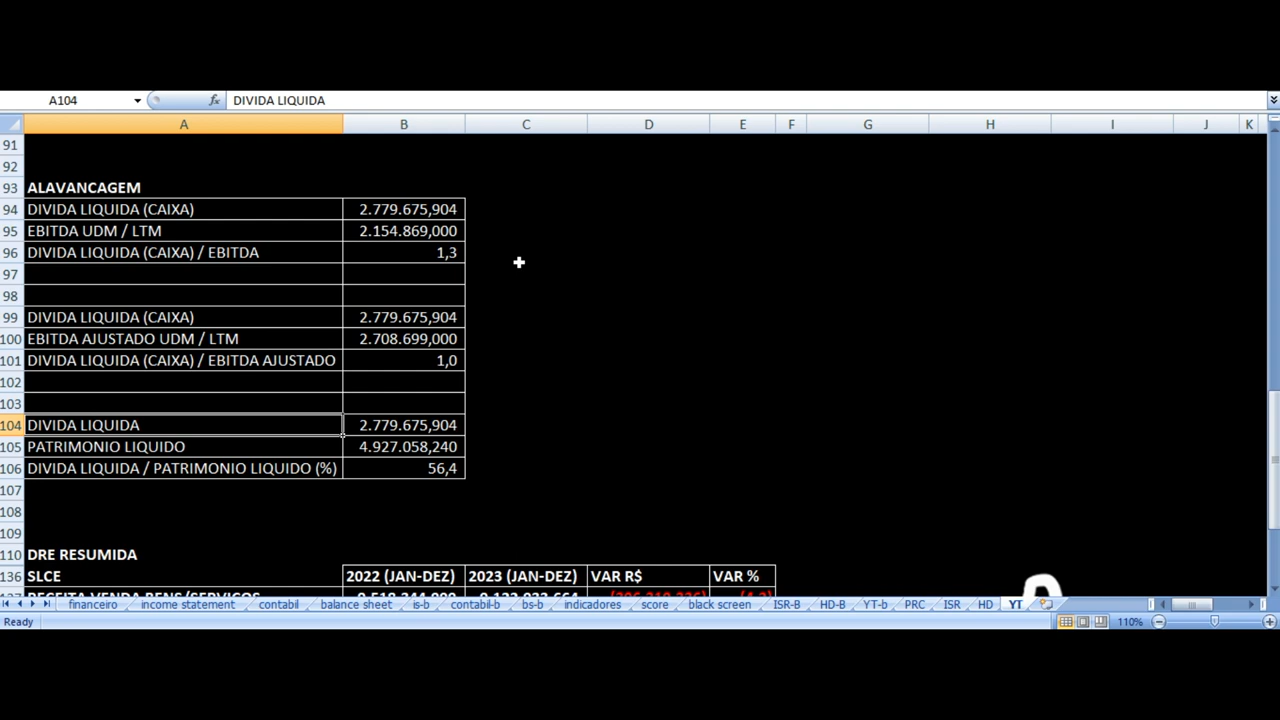 A104 fx DIVIDA LIQUIDA
A B C D E F G H I J K
91
92
93 ALAVANCAGEM
94 DIVIDA LIQUIDA (CAIXA) 2.779.675,904
95 EBITDA UDM / LTM 2.154.869,000
96 DIVIDA LIQUIDA (CAIXA) / EBITDA 1,3
97
98
99 DIVIDA LIQUIDA (CAIXA) 2.779.675,904
100 EBITDA AJUSTADO UDM / LTM 2.708.699,000
101 DIVIDA LIQUIDA (CAIXA) / EBITDA AJUSTADO 1,0
102
103
104 DIVIDA LIQUIDA 2.779.675,904
105 PATRIMONIO LIQUIDO 4.927.058,240
106 DIVIDA LIQUIDA / PATRIMONIO LIQUIDO (%) 56,4
107
108
109
110 DRE RESUMIDA
136 SLCE 2022 (JAN-DEZ) 2023 (JAN-DEZ) VAR R$ VAR %
financeiro income statement contabil balance sheet is-b contabil-b bs-b indicadores score black screen ISR-B HD-B YT-b PRC ISR HD YT
Ready 110%